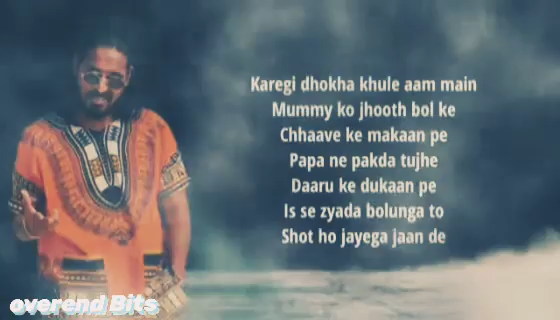 Karegi dhokha khule aam main
Mummy ko jhooth bol ke
Chhaave ke makaan pe
Papa ne pakda tujhe
Daaru ke dukaan pe
Is se zyada bolunga to
Shot ho jayega jaan de
overend Bits